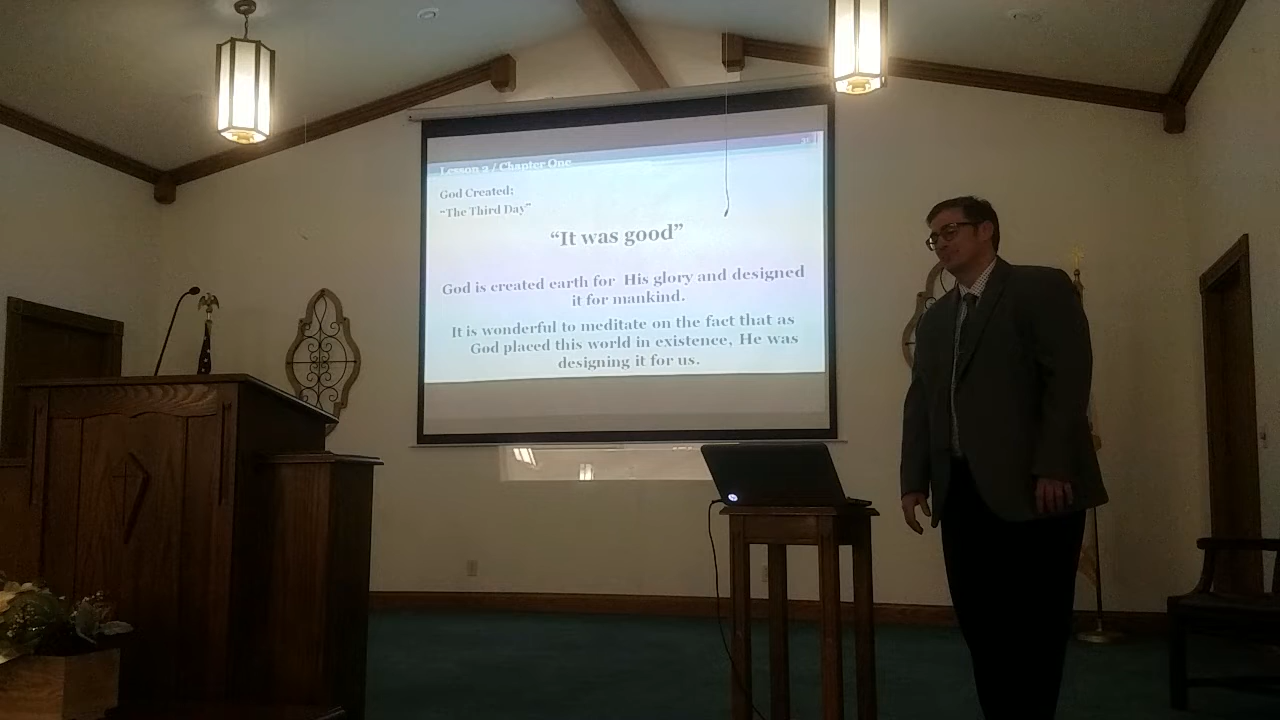 Lesson 2 / Chapter One
God Created;
“The Third Day”
“It was good”
God is created earth for His glory and designed
it for mankind.
It is wonderful to meditate on the fact that as
God placed this world in existence, He was
designing it for us.
hp